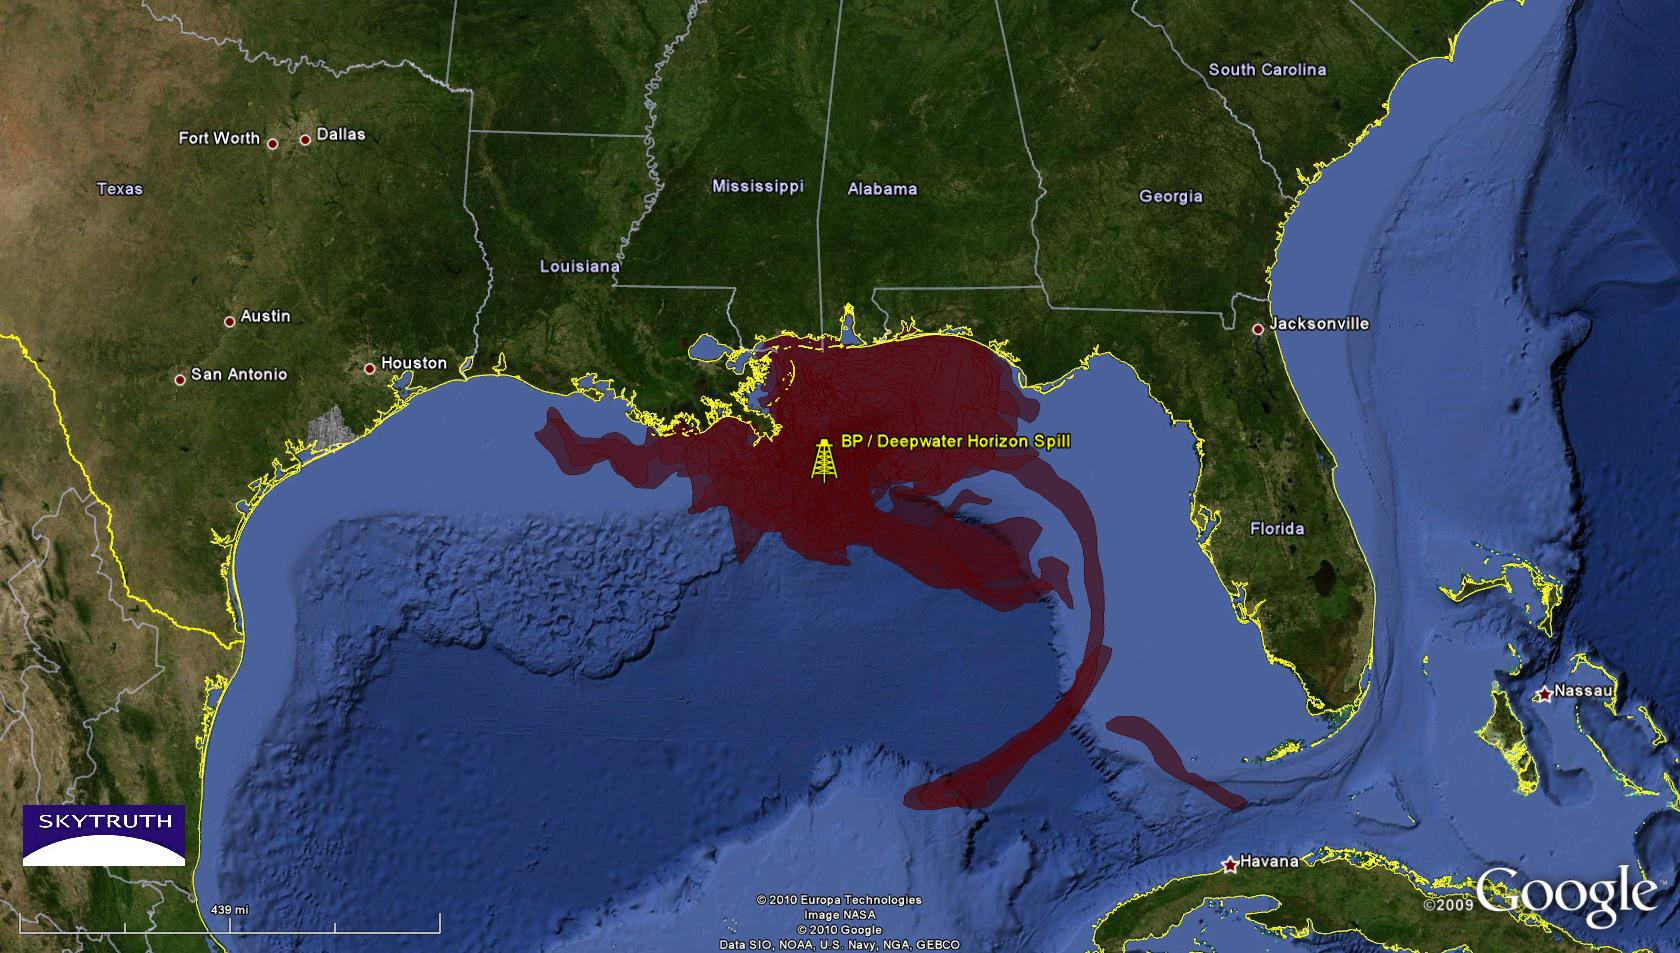 South Carolina
Fort Worth
Dallas
Texas
Mississippi
Alabama
Georgia
Louisiana
Austin
Jacksonville
Houston
San Antonio
BP / Deepwater Horizon Spill
Florida
Nassau
SKYTRUTH
Havana
439 mi
© 2010 Europa Technologies
Image NASA
© 2010 Google
Data SIO, NOAA, U.S. Navy, NGA, GEBCO
©2009 Google™